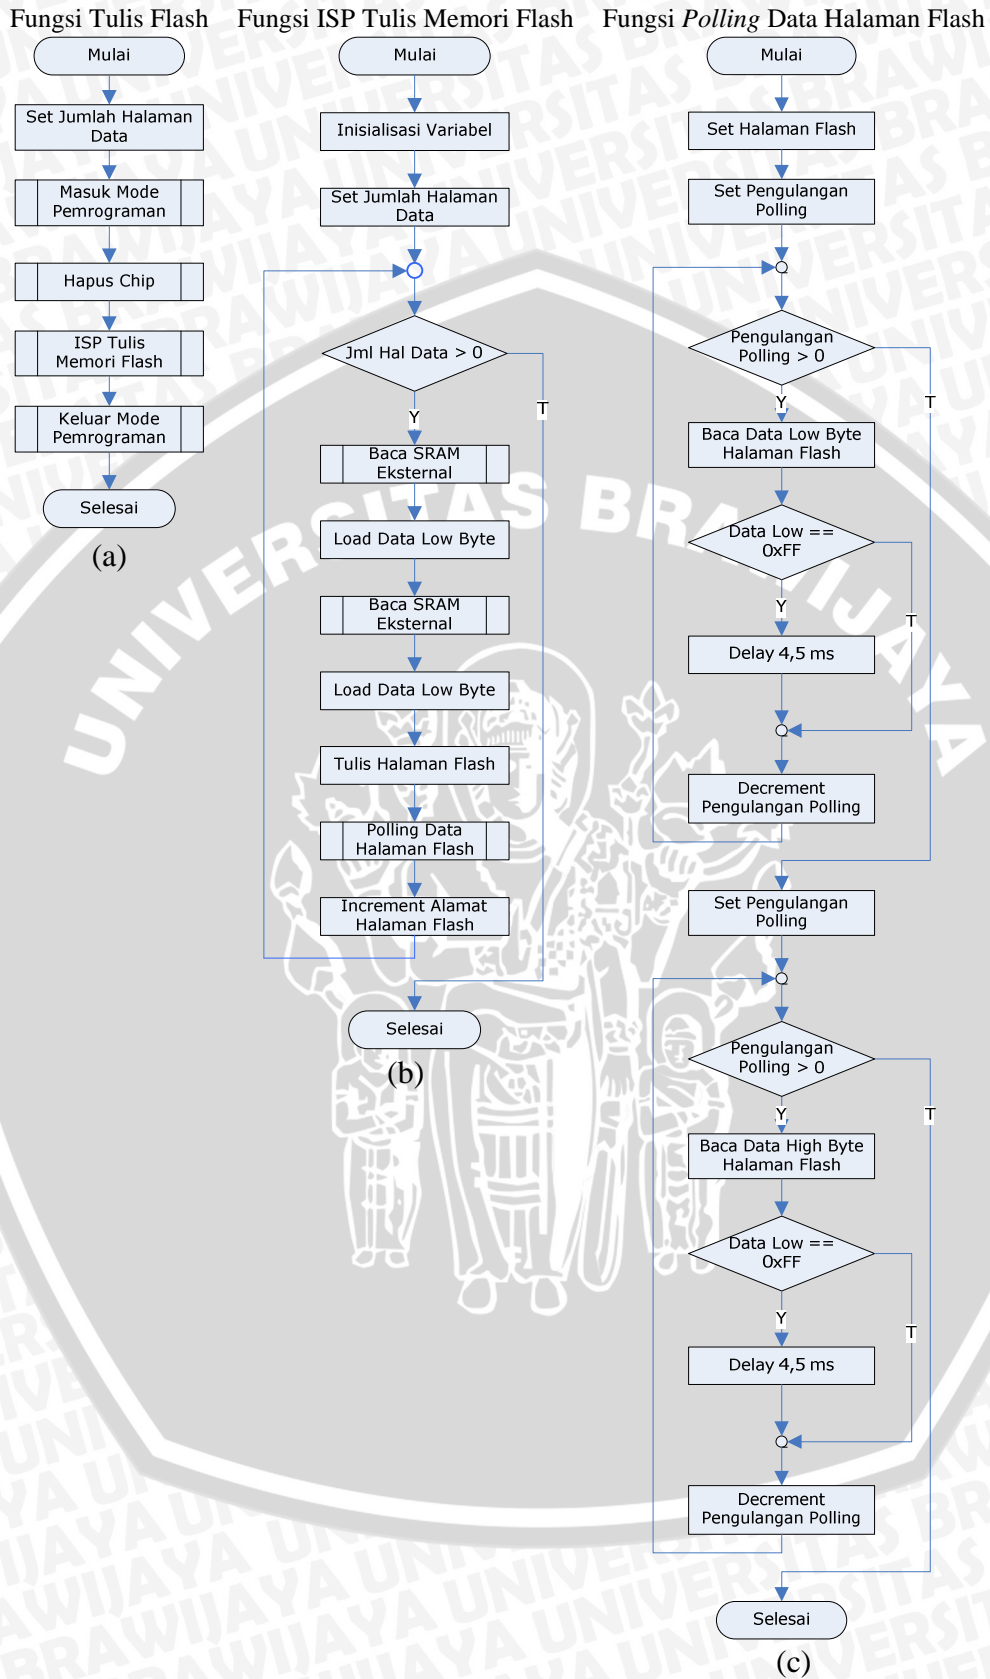 Fungsi Tulis Flash
Mulai
Set Jumlah Halaman
Data
Masuk Mode
Pemrograman
Hapus Chip
ISP Tulis
Memori Flash
Keluar Mode
Pemrograman
Selesai
(a)
Fungsi ISP Tulis Memori Flash
Mulai
Inisialisasi Variabel
Set Jumlah Halaman
Data
Jml Hal Data > 0
Y
T
Baca SRAM
Eksternal
Load Data Low Byte
Baca SRAM
Eksternal
Load Data Low Byte
Tulis Halaman Flash
Polling Data
Halaman Flash
Increment Alamat
Halaman Flash
Selesai
(b)
Fungsi Polling Data Halaman Flash
Mulai
Set Halaman Flash
Set Pengulangan
Polling
Pengulangan
Polling > 0
Y
T
Baca Data Low Byte
Halaman Flash
Data Low ==
0xFF
Y
T
Delay 4,5 ms
Decrement
Pengulangan Polling
Set Pengulangan
Polling
Pengulangan
Polling > 0
Y
T
Baca Data High Byte
Halaman Flash
Data Low ==
0xFF
Y
T
Delay 4,5 ms
Decrement
Pengulangan Polling
Selesai
(c)
UNIVERSITAS BRAWIJAYA